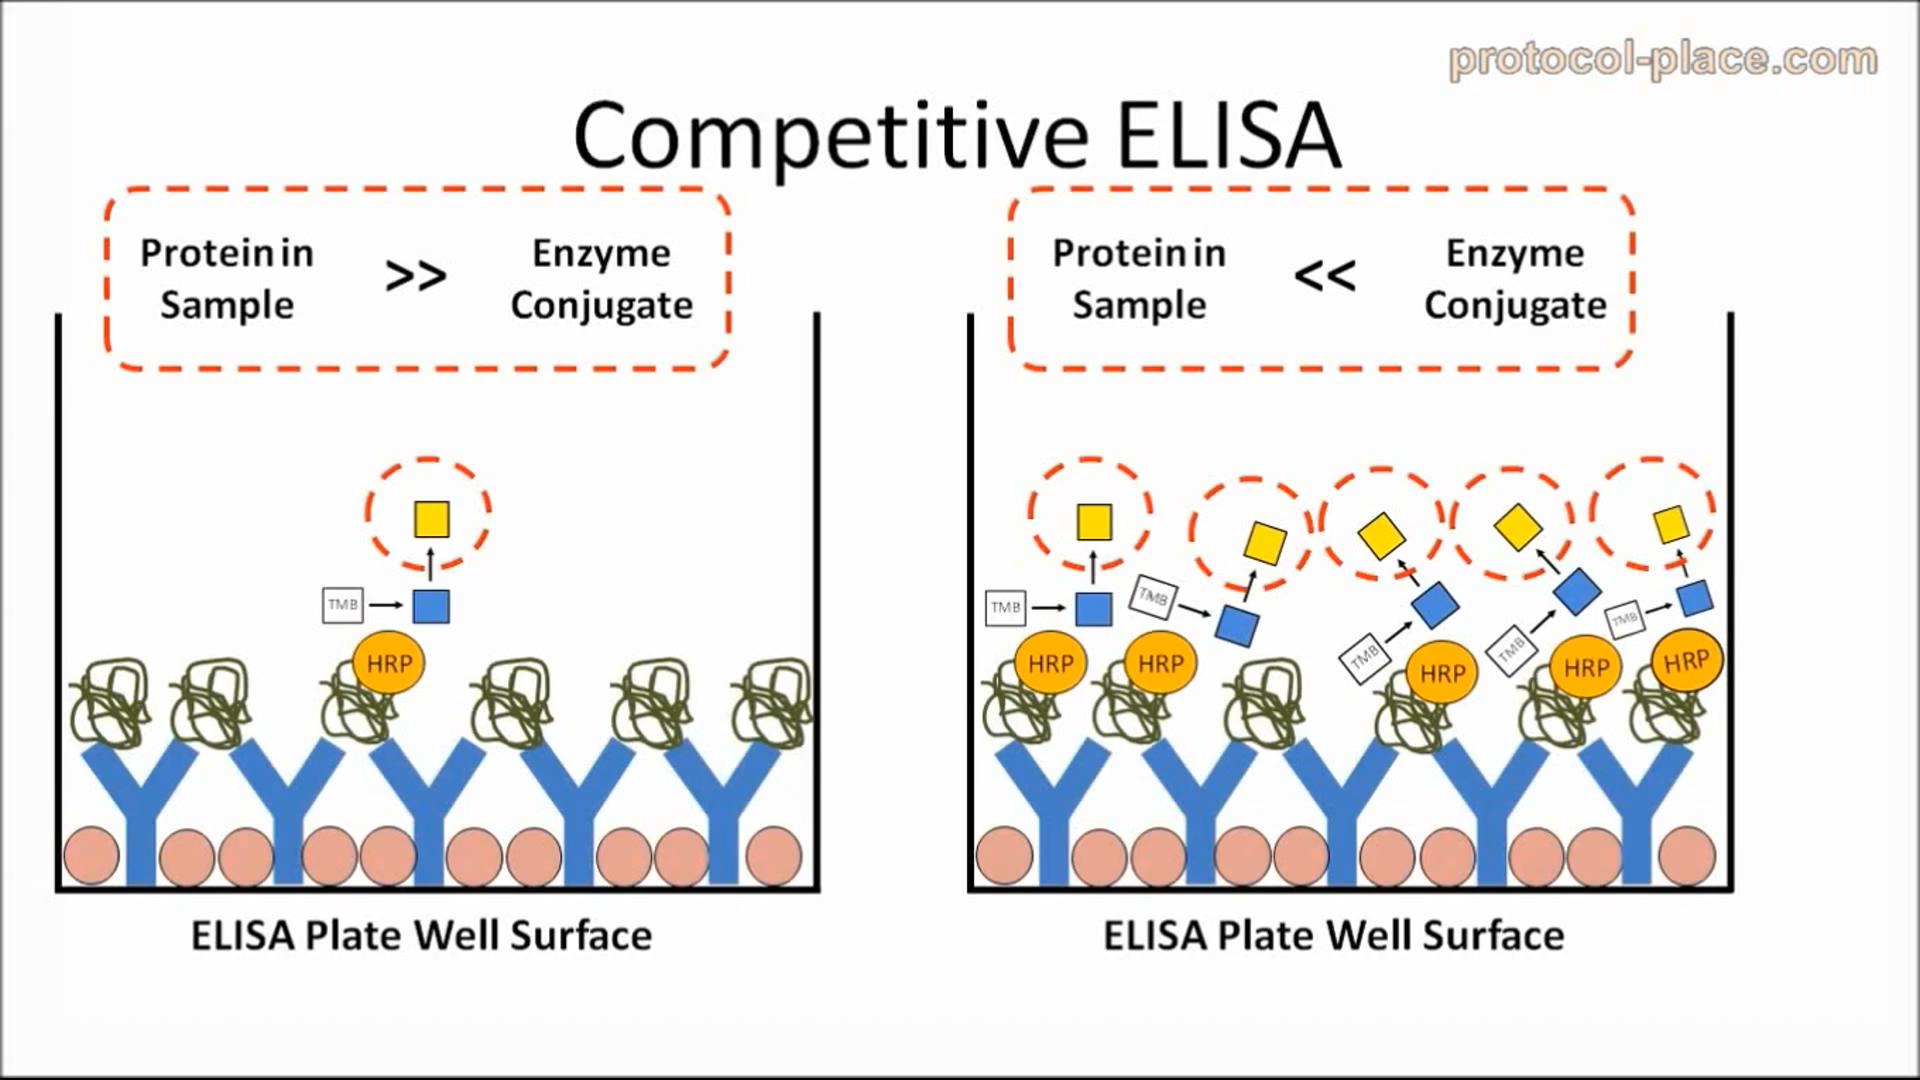 protocol-place.com
Competitive ELISA
Protein in
Sample
>>
Enzyme
Conjugate
Protein in
Sample
<<
Enzyme
Conjugate
TMB
HRP
TMB
TMB
TMB
TMB
TMB
HRP
HRP
HRP
HRP
HRP
ELISA Plate Well Surface
ELISA Plate Well Surface